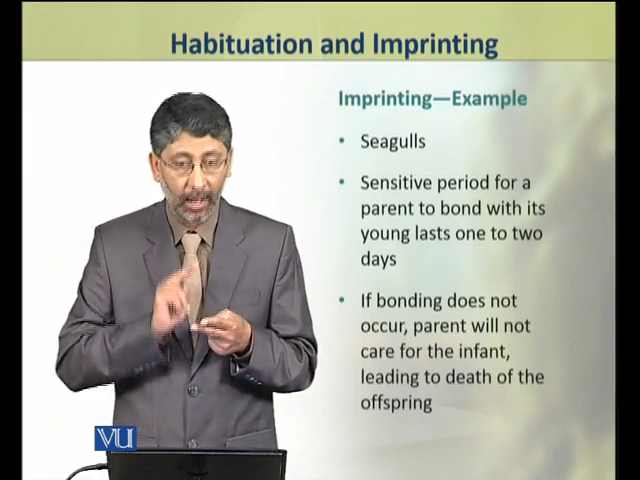 Habituation and Imprinting
Imprinting—Example
• Seagulls
• Sensitive period for a
parent to bond with its
young lasts one to two
days
• If bonding does not
occur, parent will not
care for the infant,
leading to death of the
offspring
VU